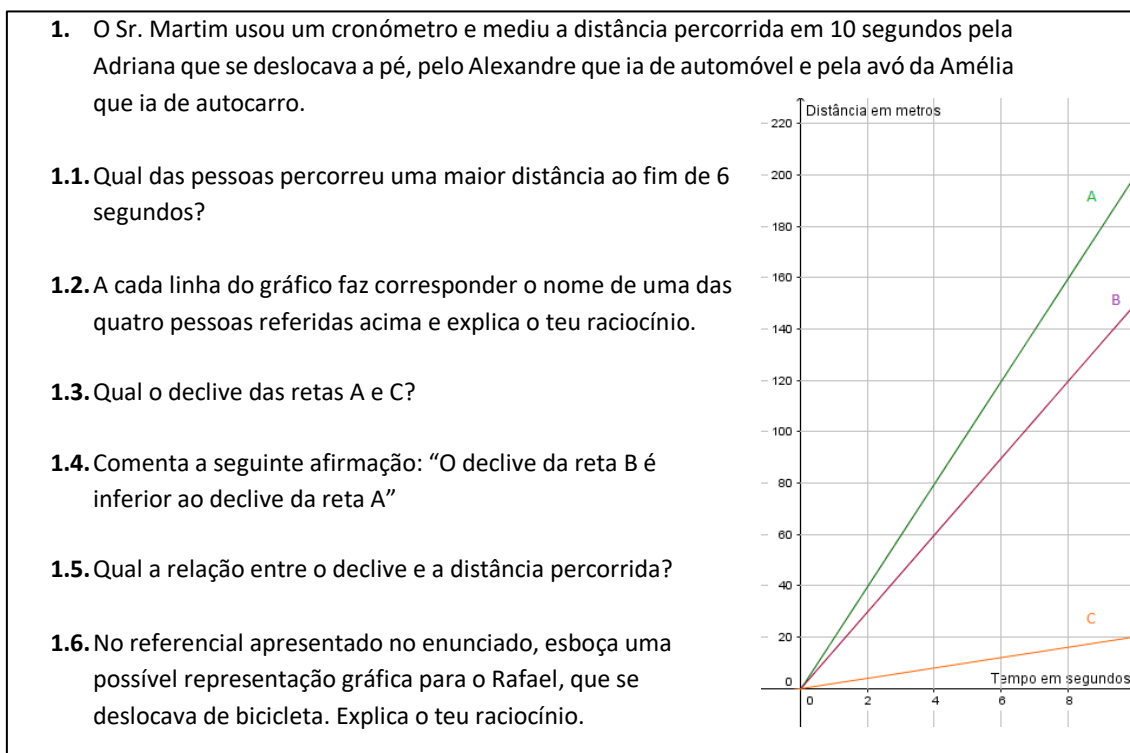 1. O Sr. Martim usou um cronómetro e mediu a distância percorrida em 10 segundos pela
Adriana que se deslocava a pé, pelo Alexandre que ia de automóvel e pela avó da Amélia
que ia de autocarro.
1.1. Qual das pessoas percorreu uma maior distância ao fim de 6
segundos?
1.2. A cada linha do gráfico faz corresponder o nome de uma das
quatro pessoas referidas acima e explica o teu raciocínio.
1.3. Qual o declive das retas A e C?
1.4. Comenta a seguinte afirmação: “O declive da reta B é
inferior ao declive da reta A”
1.5. Qual a relação entre o declive e a distância percorrida?
1.6. No referencial apresentado no enunciado, esboça uma
possível representação gráfica para o Rafael, que se
deslocava de bicicleta. Explica o teu raciocínio.
Distância em metros
220
200
A
180
160
B
140
120
100
80
60
40
C
20
Tempo em segundos
0
0 2 4 6 8